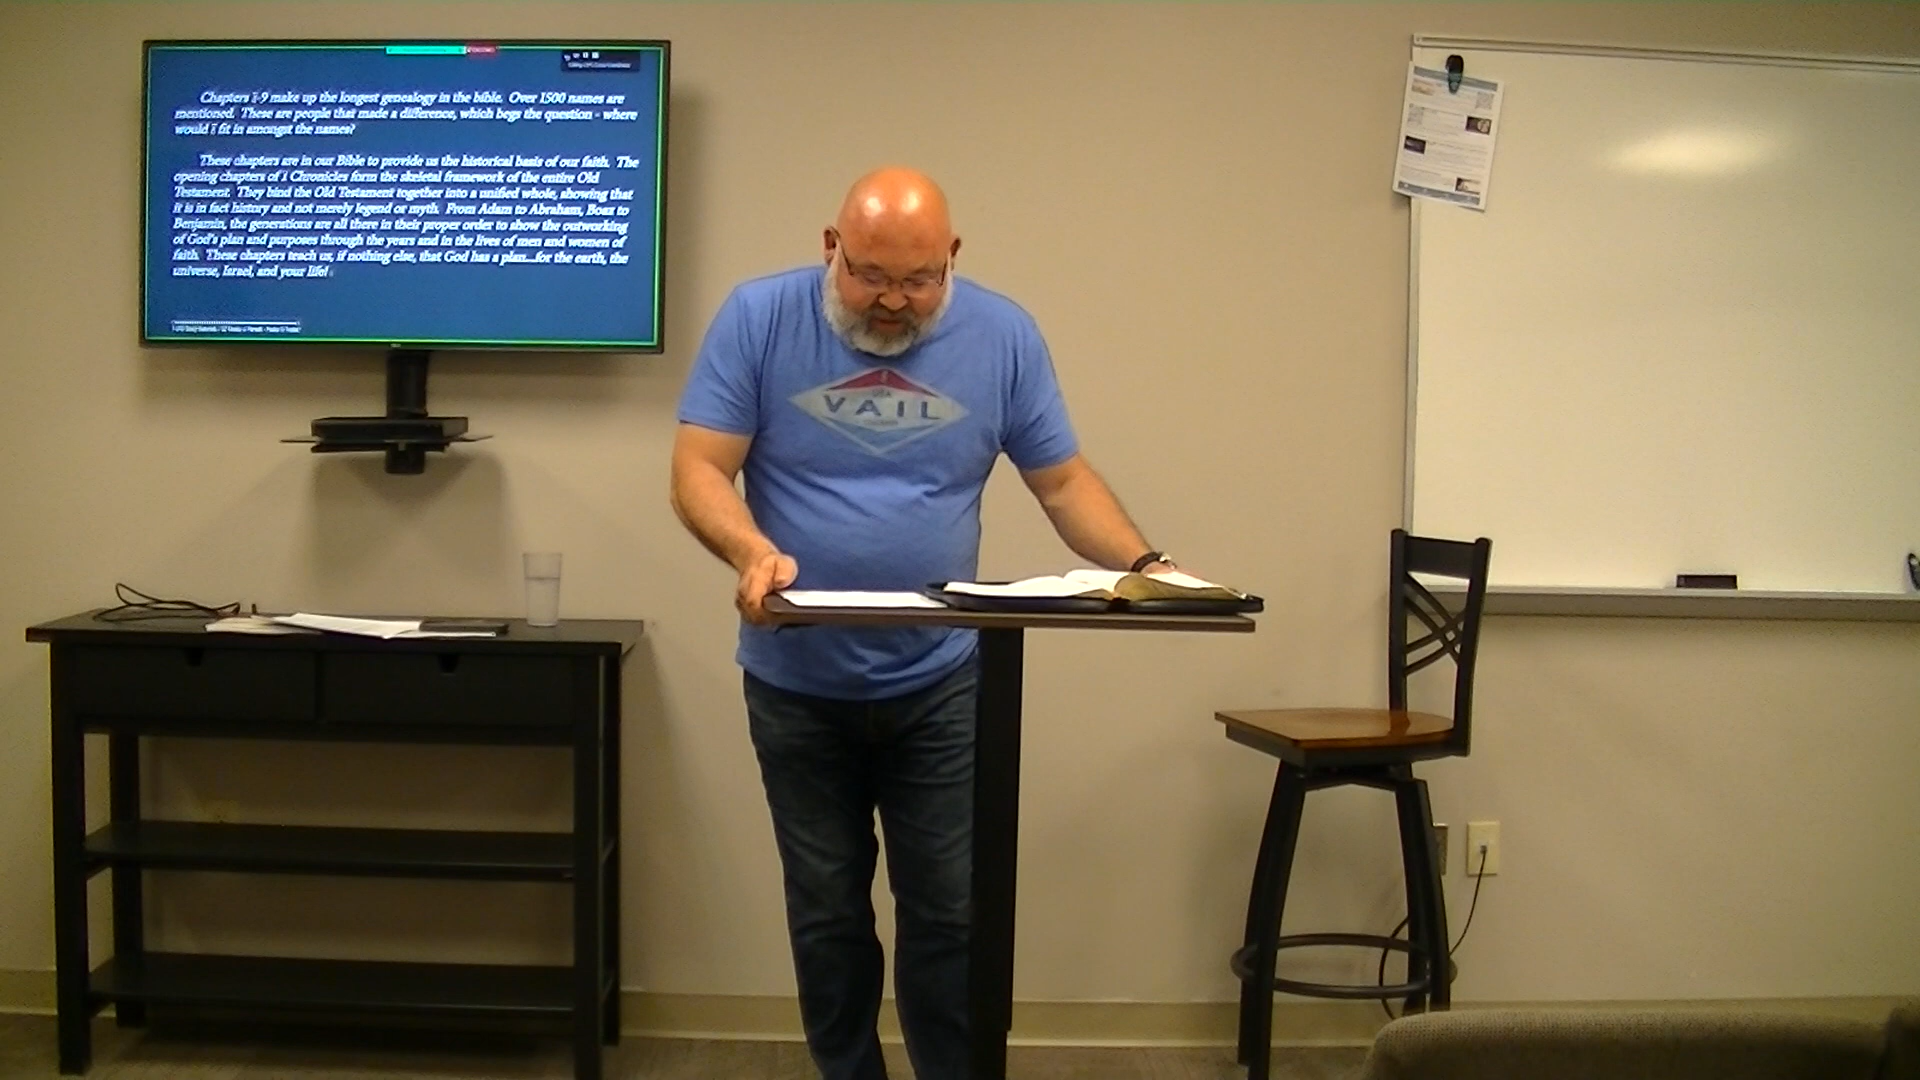 Chapters 1-9 make up the longest genealogy in the bible. Over 1500 names are
mentioned. These are people that made a difference, which begs the question - where
would I fit in amongst the names?
These chapters are in our Bible to provide us the historical basis of our faith. The
opening chapters of 1 Chronicles form the skeletal framework of the entire Old
Testament. They bind the Old Testament together into a unified whole, showing that
it is in fact history and not merely legend or myth. From Adam to Abraham, Boaz to
Benjamin, the generations are all there in their proper order to show the outworking
of God's plan and purposes through the years and in the lives of men and women of
faith. These chapters teach us, if nothing else, that God has a plan...for the earth, the
universe, Israel, and your life!
VAIL